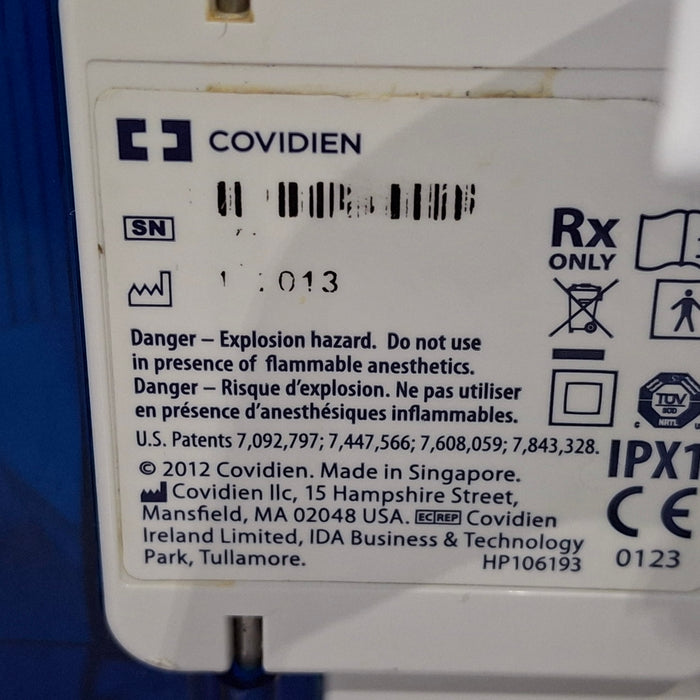 COVIDIEN
SN
013
Rx
ONLY
Danger – Explosion hazard. Do not use
in presence of flammable anesthetics.
Danger – Risque d'explosion. Ne pas utiliser
en présence d'anesthésiques inflammables.
U.S. Patents 7,092,797; 7,447,566; 7,608,059; 7,843,328.
© 2012 Covidien. Made in Singapore.
Covidien llc, 15 Hampshire Street,
Mansfield, MA 02048 USA. EC REP Covidien
Ireland Limited, IDA Business & Technology
Park, Tullamore.
HP106193
TÜV
SÜD
NRTL
C
IPX1
CE
0123